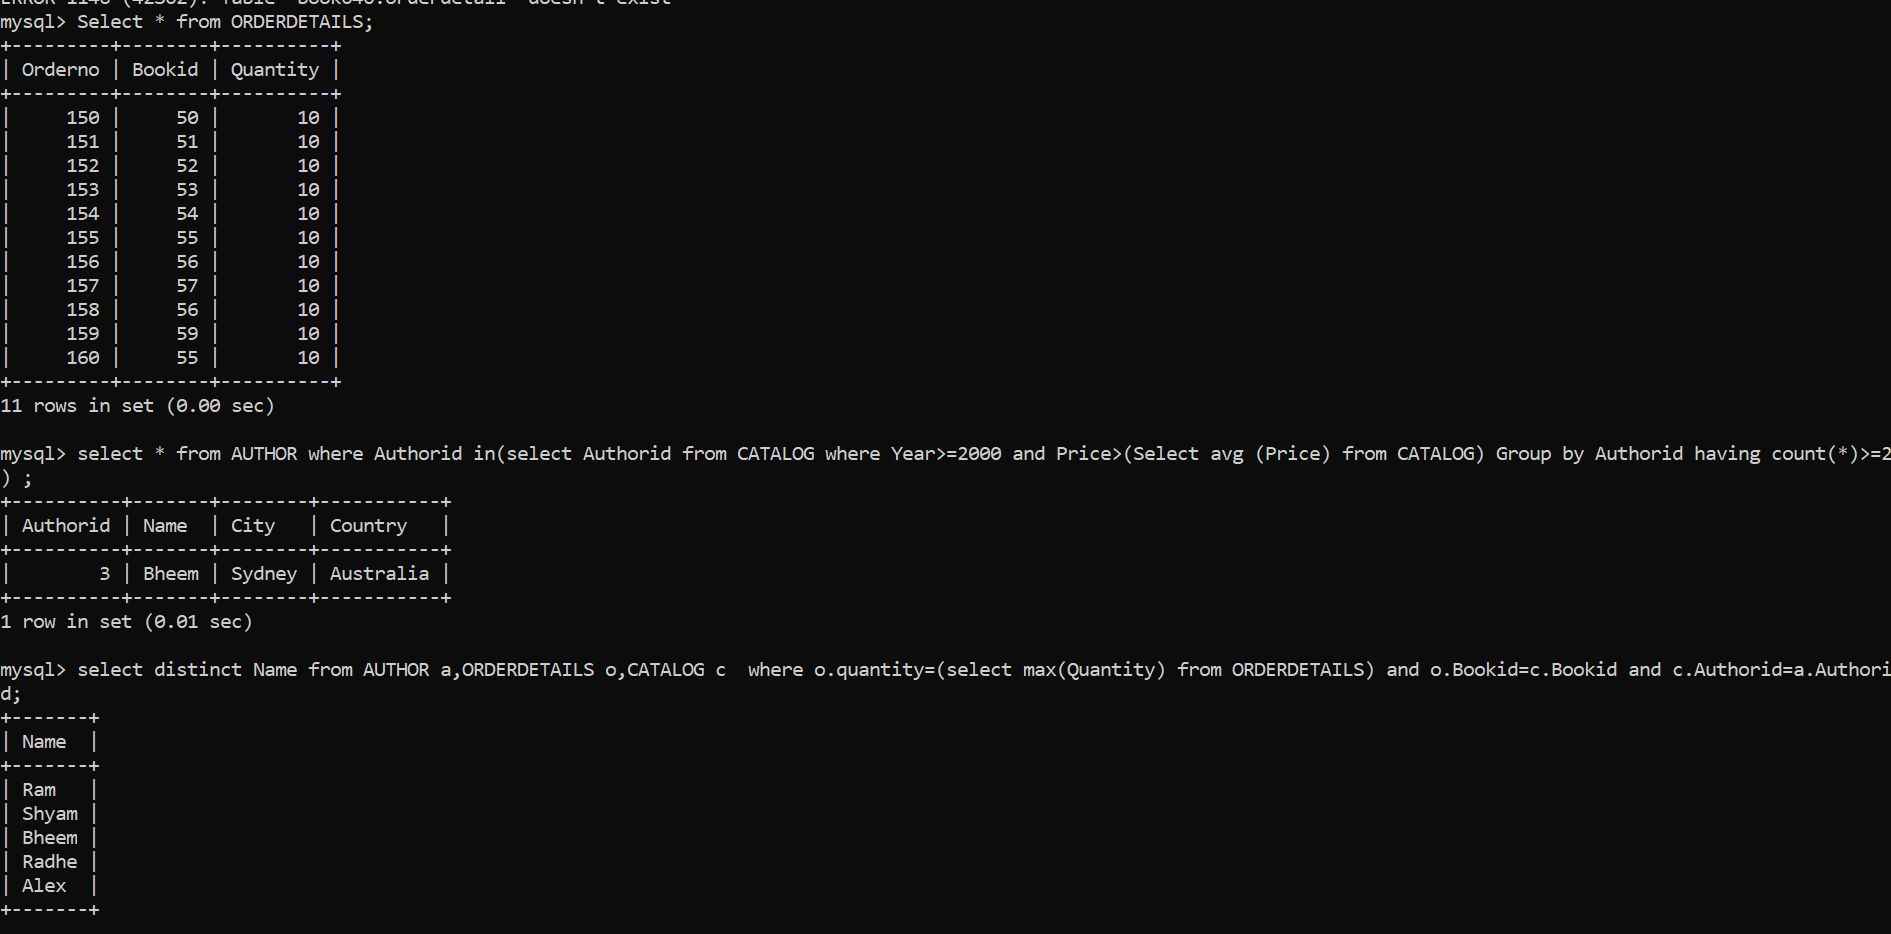 mysql> Select * from ORDERDETAILS;
+---------+--------+----------+
| Orderno | Bookid | Quantity |
+---------+--------+----------+
|     150 |     50 |       10 |
|     151 |     51 |       10 |
|     152 |     52 |       10 |
|     153 |     53 |       10 |
|     154 |     54 |       10 |
|     155 |     55 |       10 |
|     156 |     56 |       10 |
|     157 |     57 |       10 |
|     158 |     56 |       10 |
|     159 |     59 |       10 |
|     160 |     55 |       10 |
+---------+--------+----------+
11 rows in set (0.00 sec)
mysql> select * from AUTHOR where Authorid in(select Authorid from CATALOG where Year>=2000 and Price>(Select avg (Price) from CATALOG) Group by Authorid having count(*)>=2
) ;
+----------+-------+--------+-----------+
| Authorid | Name  | City   | Country   |
+----------+-------+--------+-----------+
|        3 | Bheem | Sydney | Australia |
+----------+-------+--------+-----------+
1 row in set (0.01 sec)
mysql> select distinct Name from AUTHOR a,ORDERDETAILS o,CATALOG c  where o.quantity=(select max(Quantity) from ORDERDETAILS) and o.Bookid=c.Bookid and c.Authorid=a.Authori
d;
+-------+
| Name  |
+-------+
| Ram   |
| Shyam |
| Bheem |
| Radhe |
| Alex  |
+-------+